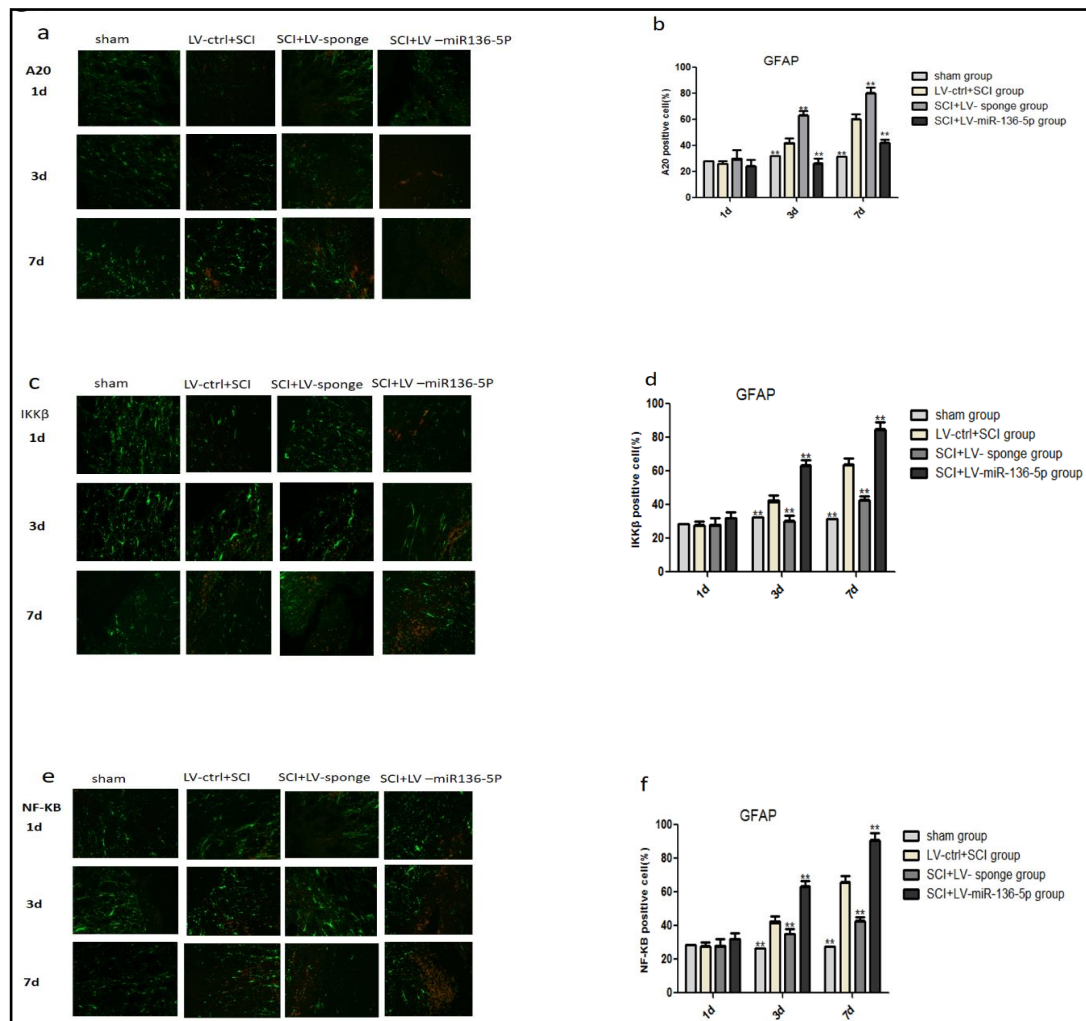 a
sham LV-ctrl+SCI SCI+LV-sponge SCI+LV –miR136-5P
A20
1d
3d
7d
b
GFAP
A20 positive cell(%)
100
80
60
40
20
0
** ** ** ** ** **
1d 3d 7d
sham group
LV-ctrl+SCI group
SCI+LV- sponge group
SCI+LV-miR-136-5p group
c
sham LV-ctrl+SCI SCI+LV-sponge SCI+LV –miR136-5P
IKKβ
1d
3d
7d
d
GFAP
IKKβ positive cell(%)
100
80
60
40
20
0
** ** ** ** ** **
1d 3d 7d
sham group
LV-ctrl+SCI group
SCI+LV- sponge group
SCI+LV-miR-136-5p group
e
sham LV-ctrl+SCI SCI+LV-sponge SCI+LV –miR136-5P
NF-KB
1d
3d
7d
f
GFAP
NF-KB positive cell(%)
100
80
60
40
20
0
** ** ** ** ** **
1d 3d 7d
sham group
LV-ctrl+SCI group
SCI+LV- sponge group
SCI+LV-miR-136-5p group